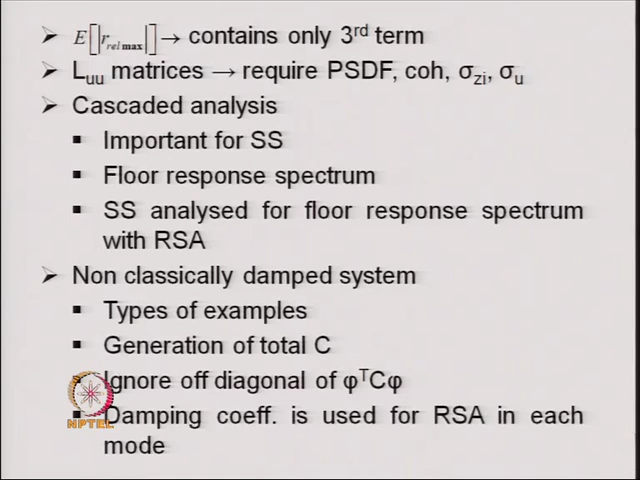 ➢ E[|r_rel max|] → contains only 3rd term
➢ L_uu matrices → require PSDF, coh, σ_zi, σ_u
➢ Cascaded analysis
▪ Important for SS
▪ Floor response spectrum
▪ SS analysed for floor response spectrum
with RSA
➢ Non classically damped system
▪ Types of examples
▪ Generation of total C
▪ Ignore off diagonal of φᵀCφ
▪ Damping coeff. is used for RSA in each
mode
NPTEL